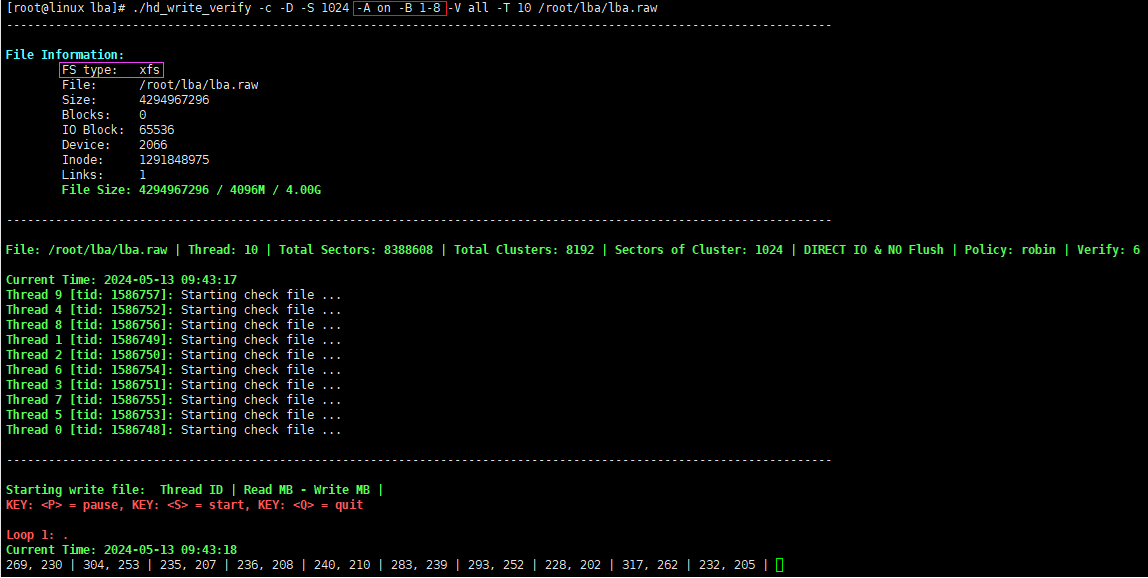 [root@linux lba]# ./hd_write_verify -c -D -S 1024 -A on -B 1-8 -V all -T 10 /root/lba/lba.raw
----------------------------------------------------------------------------------------------------------------------
File Information:
FS type:   xfs
File:      /root/lba/lba.raw
Size:      4294967296
Blocks:    0
IO Block:  65536
Device:    2066
Inode:     1291848975
Links:     1
File Size: 4294967296 / 4096M / 4.00G
----------------------------------------------------------------------------------------------------------------------
File: /root/lba/lba.raw | Thread: 10 | Total Sectors: 8388608 | Total Clusters: 8192 | Sectors of Cluster: 1024 | DIRECT IO & NO Flush | Policy: robin | Verify: 6
Current Time: 2024-05-13 09:43:17
Thread 9 [tid: 1586757]: Starting check file ...
Thread 4 [tid: 1586752]: Starting check file ...
Thread 8 [tid: 1586756]: Starting check file ...
Thread 1 [tid: 1586749]: Starting check file ...
Thread 2 [tid: 1586750]: Starting check file ...
Thread 6 [tid: 1586754]: Starting check file ...
Thread 3 [tid: 1586751]: Starting check file ...
Thread 7 [tid: 1586755]: Starting check file ...
Thread 5 [tid: 1586753]: Starting check file ...
Thread 0 [tid: 1586748]: Starting check file ...
----------------------------------------------------------------------------------------------------------------------
Starting write file:  Thread ID | Read MB - Write MB |
KEY: <P> = pause, KEY: <S> = start, KEY: <Q> = quit
Loop 1: .
Current Time: 2024-05-13 09:43:18
269, 230 | 304, 253 | 235, 207 | 236, 208 | 240, 210 | 283, 239 | 293, 252 | 228, 202 | 317, 262 | 232, 205 |